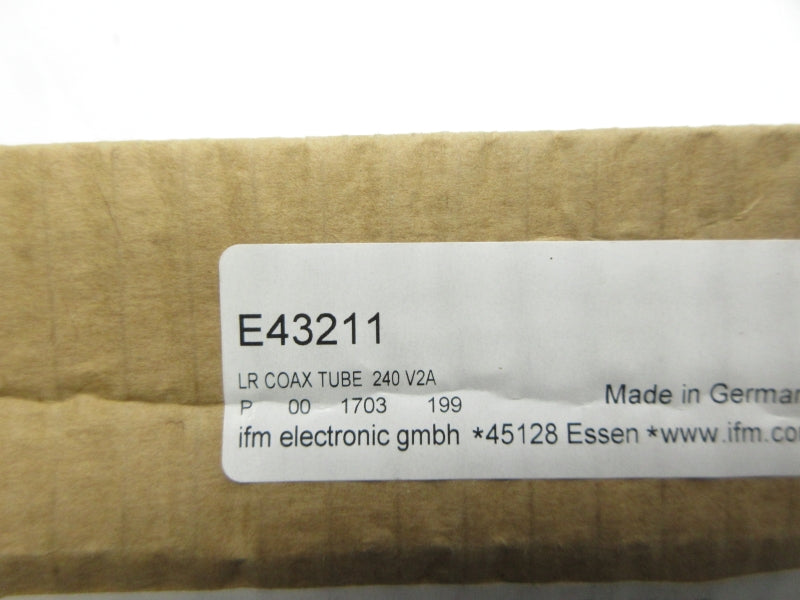 E43211
LR COAX TUBE 240 V2A
P 00 1703 199
Made in German
ifm electronic gmbh *45128 Essen *www.ifm.co